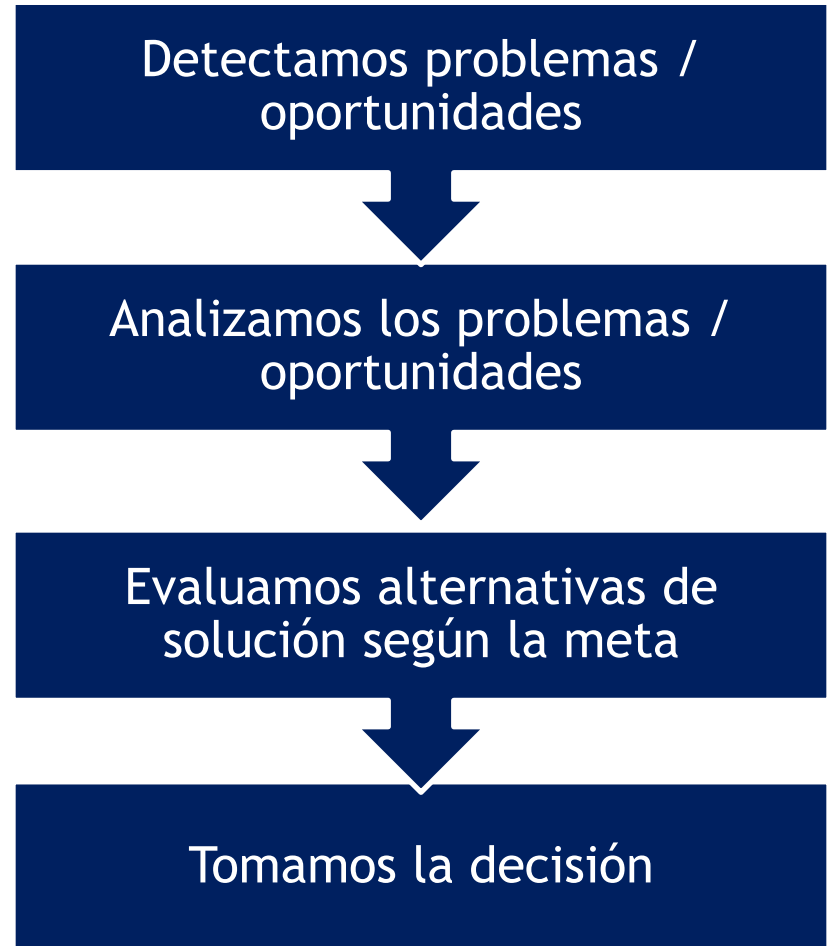 Detectamos problemas /
oportunidades
Analizamos los problemas /
oportunidades
Evaluamos alternativas de
solución según la meta
Tomamos la decisión